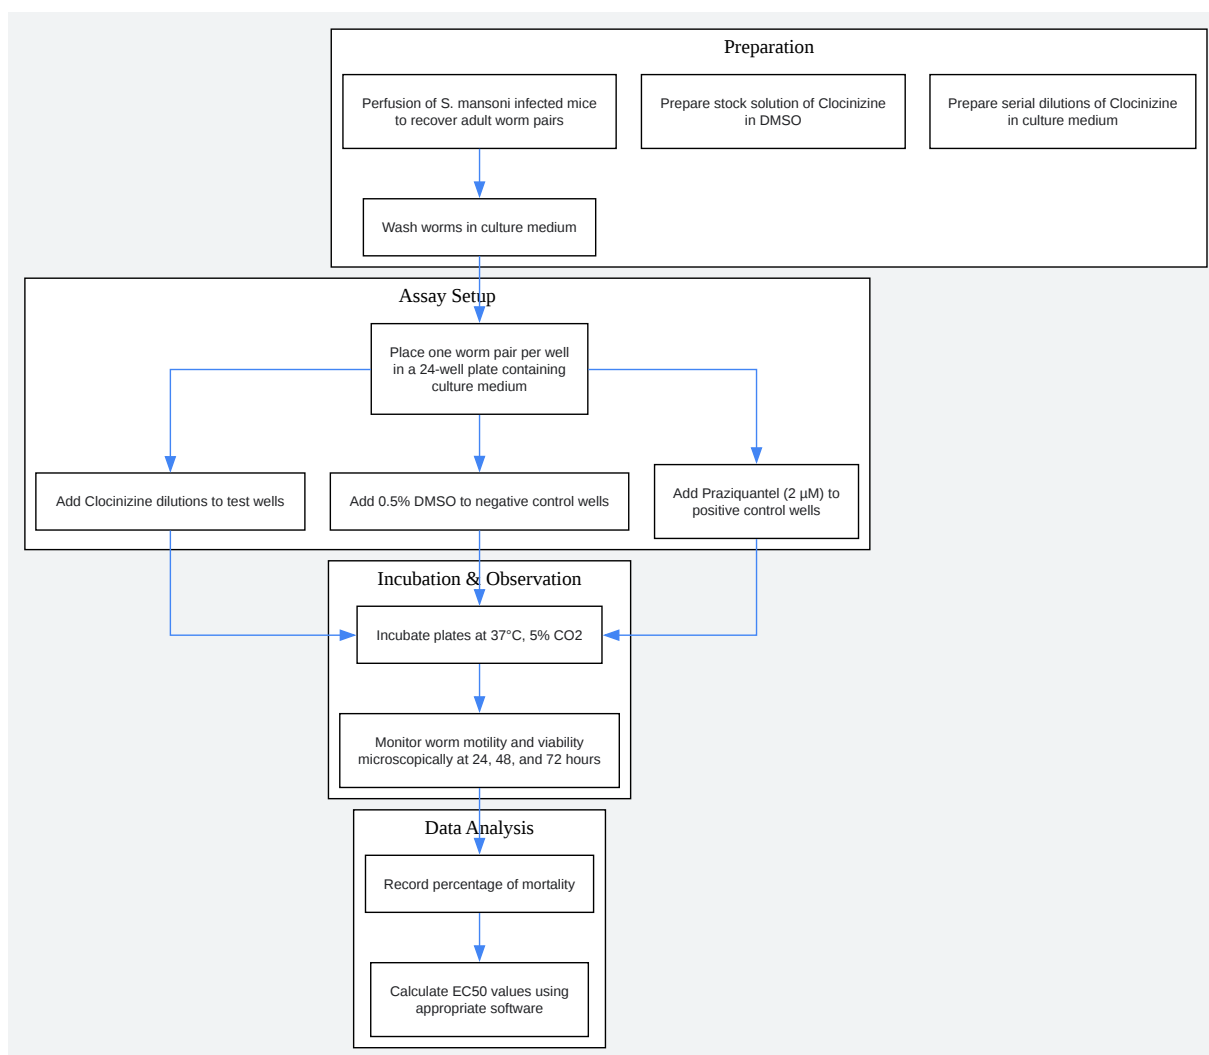 Preparation
Perfusion of S. mansoni infected mice
to recover adult worm pairs
Prepare stock solution of Clocinizine
in DMSO
Prepare serial dilutions of Clocinizine
in culture medium
Wash worms in culture medium
Assay Setup
Place one worm pair per well
in a 24-well plate containing
culture medium
Add Clocinizine dilutions to test wells
Add 0.5% DMSO to negative control wells
Add Praziquantel (2 µM) to
positive control wells
Incubation & Observation
Incubate plates at 37°C, 5% CO2
Monitor worm motility and viability
microscopically at 24, 48, and 72 hours
Data Analysis
Record percentage of mortality
Calculate EC50 values using
appropriate software